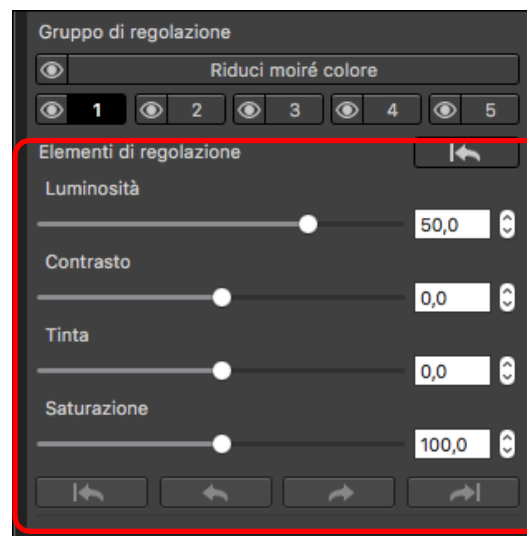 Gruppo di regolazione
Riduci moiré colore
1 2 3 4 5
Elementi di regolazione
Luminosità
50,0
Contrasto
0,0
Tinta
0,0
Saturazione
100,0